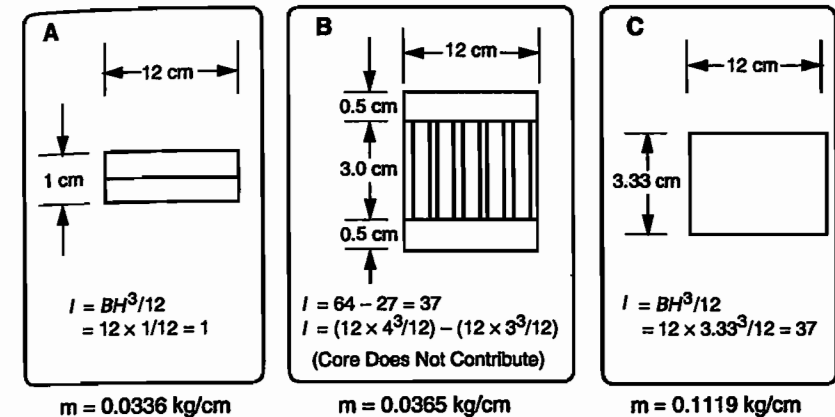 A
12 cm
1 cm
I = BH³/12
= 12 × 1/12 = 1
m = 0.0336 kg/cm
B
12 cm
0.5 cm
3.0 cm
0.5 cm
I = 64 – 27 = 37
I = (12 × 4³/12) – (12 × 3³/12)
(Core Does Not Contribute)
m = 0.0365 kg/cm
C
12 cm
3.33 cm
I = BH³/12
= 12 × 3.33³/12 = 37
m = 0.1119 kg/cm